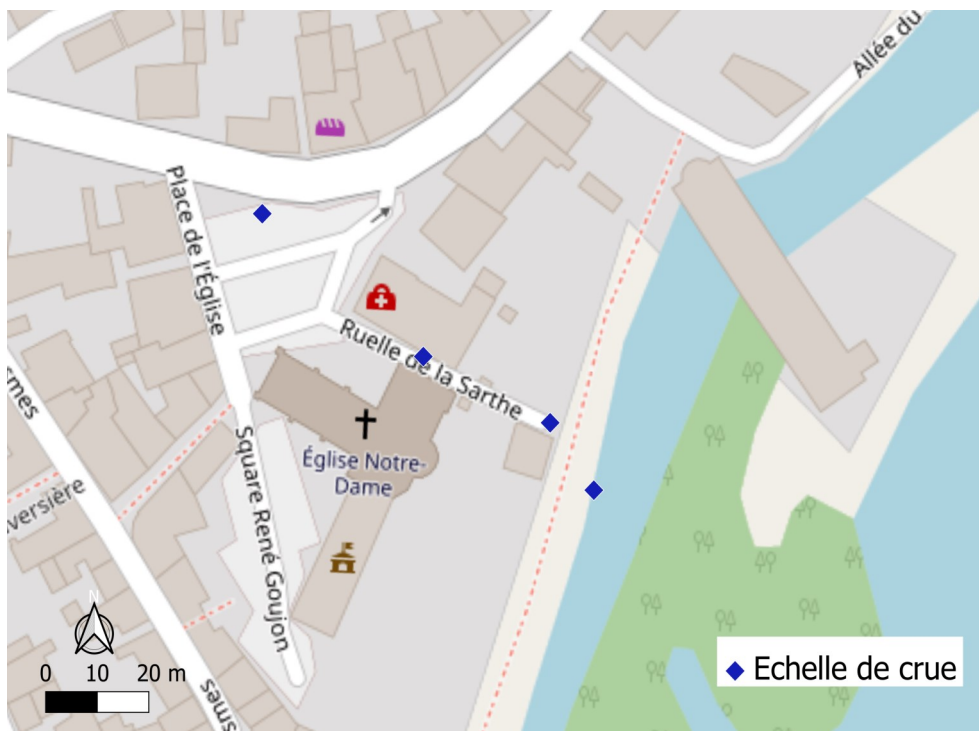 Allée du
Place de l'Église
Ruelle de la Sarthe
smes
Église Notre-
Dame
Square René Goujon
versière
N
0 10 20 m
Echelle de crue
smes